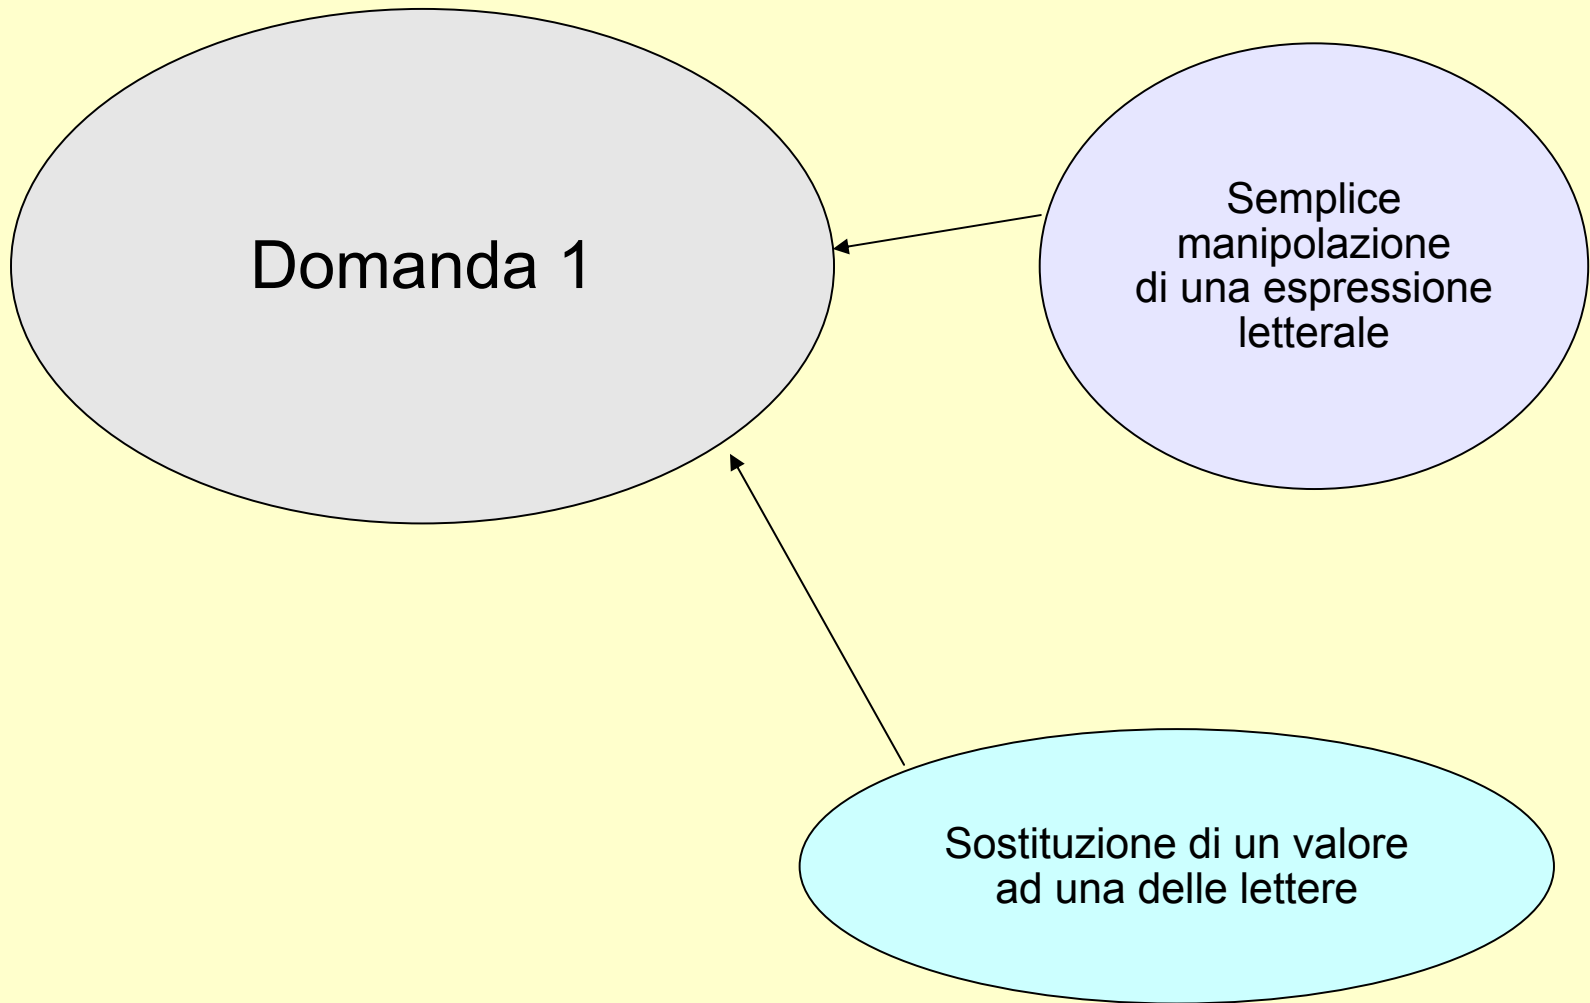 Domanda 1
Semplice
manipolazione
di una espressione
letterale
Sostituzione di un valore
ad una delle lettere